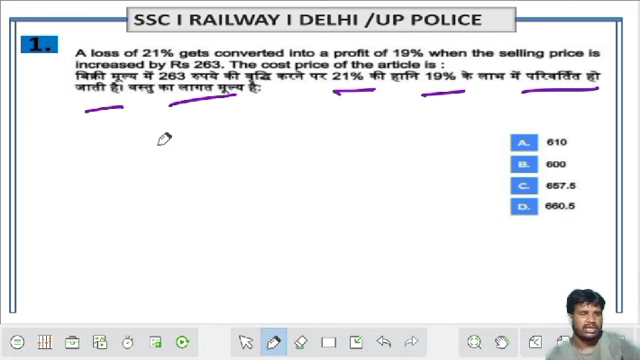 SSC I RAILWAY I DELHI /UP POLICE
1.
A loss of 21% gets converted into a profit of 19% when the selling price is
increased by Rs 263. The cost price of the article is :
बिक्री मूल्य में 263 रुपये की वृद्धि करने पर 21% की हानि 19% के लाभ में परिवर्तित हो
जाती है। वस्तु का लागत मूल्य है:
A. 610
B. 600
C. 657.5
D. 660.5